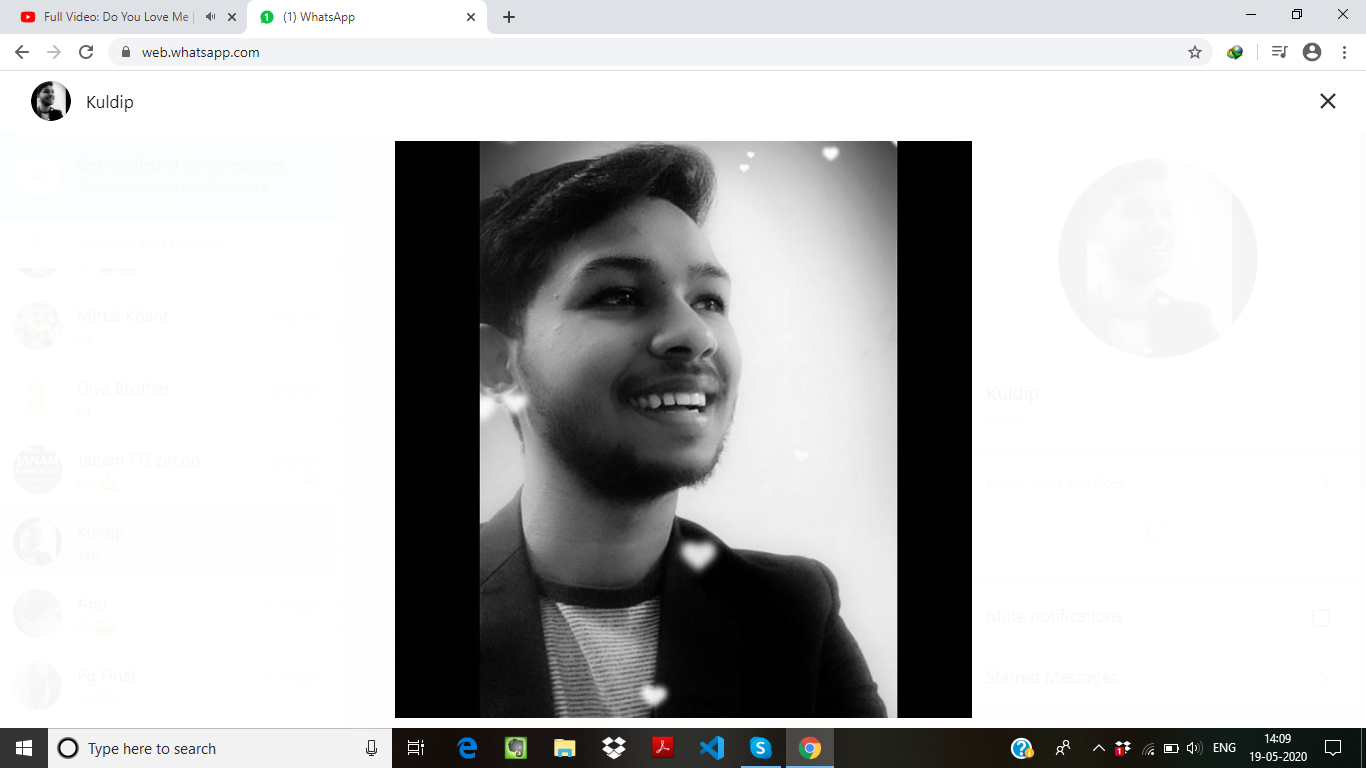 Full Video: Do You Love Me |
(1) WhatsApp
web.whatsapp.com
Kuldip
Get notified of new messages
Turn on desktop notifications
Search or start new chat
Mittal Khant
Diya Brother
Janam PG zircon
JANAM
Kuldip
Anu
Pg Final
Kuldip
online
Media, Links and Docs
Mute notifications
Starred Messages
Type here to search
ENG
14:09
19-05-2020